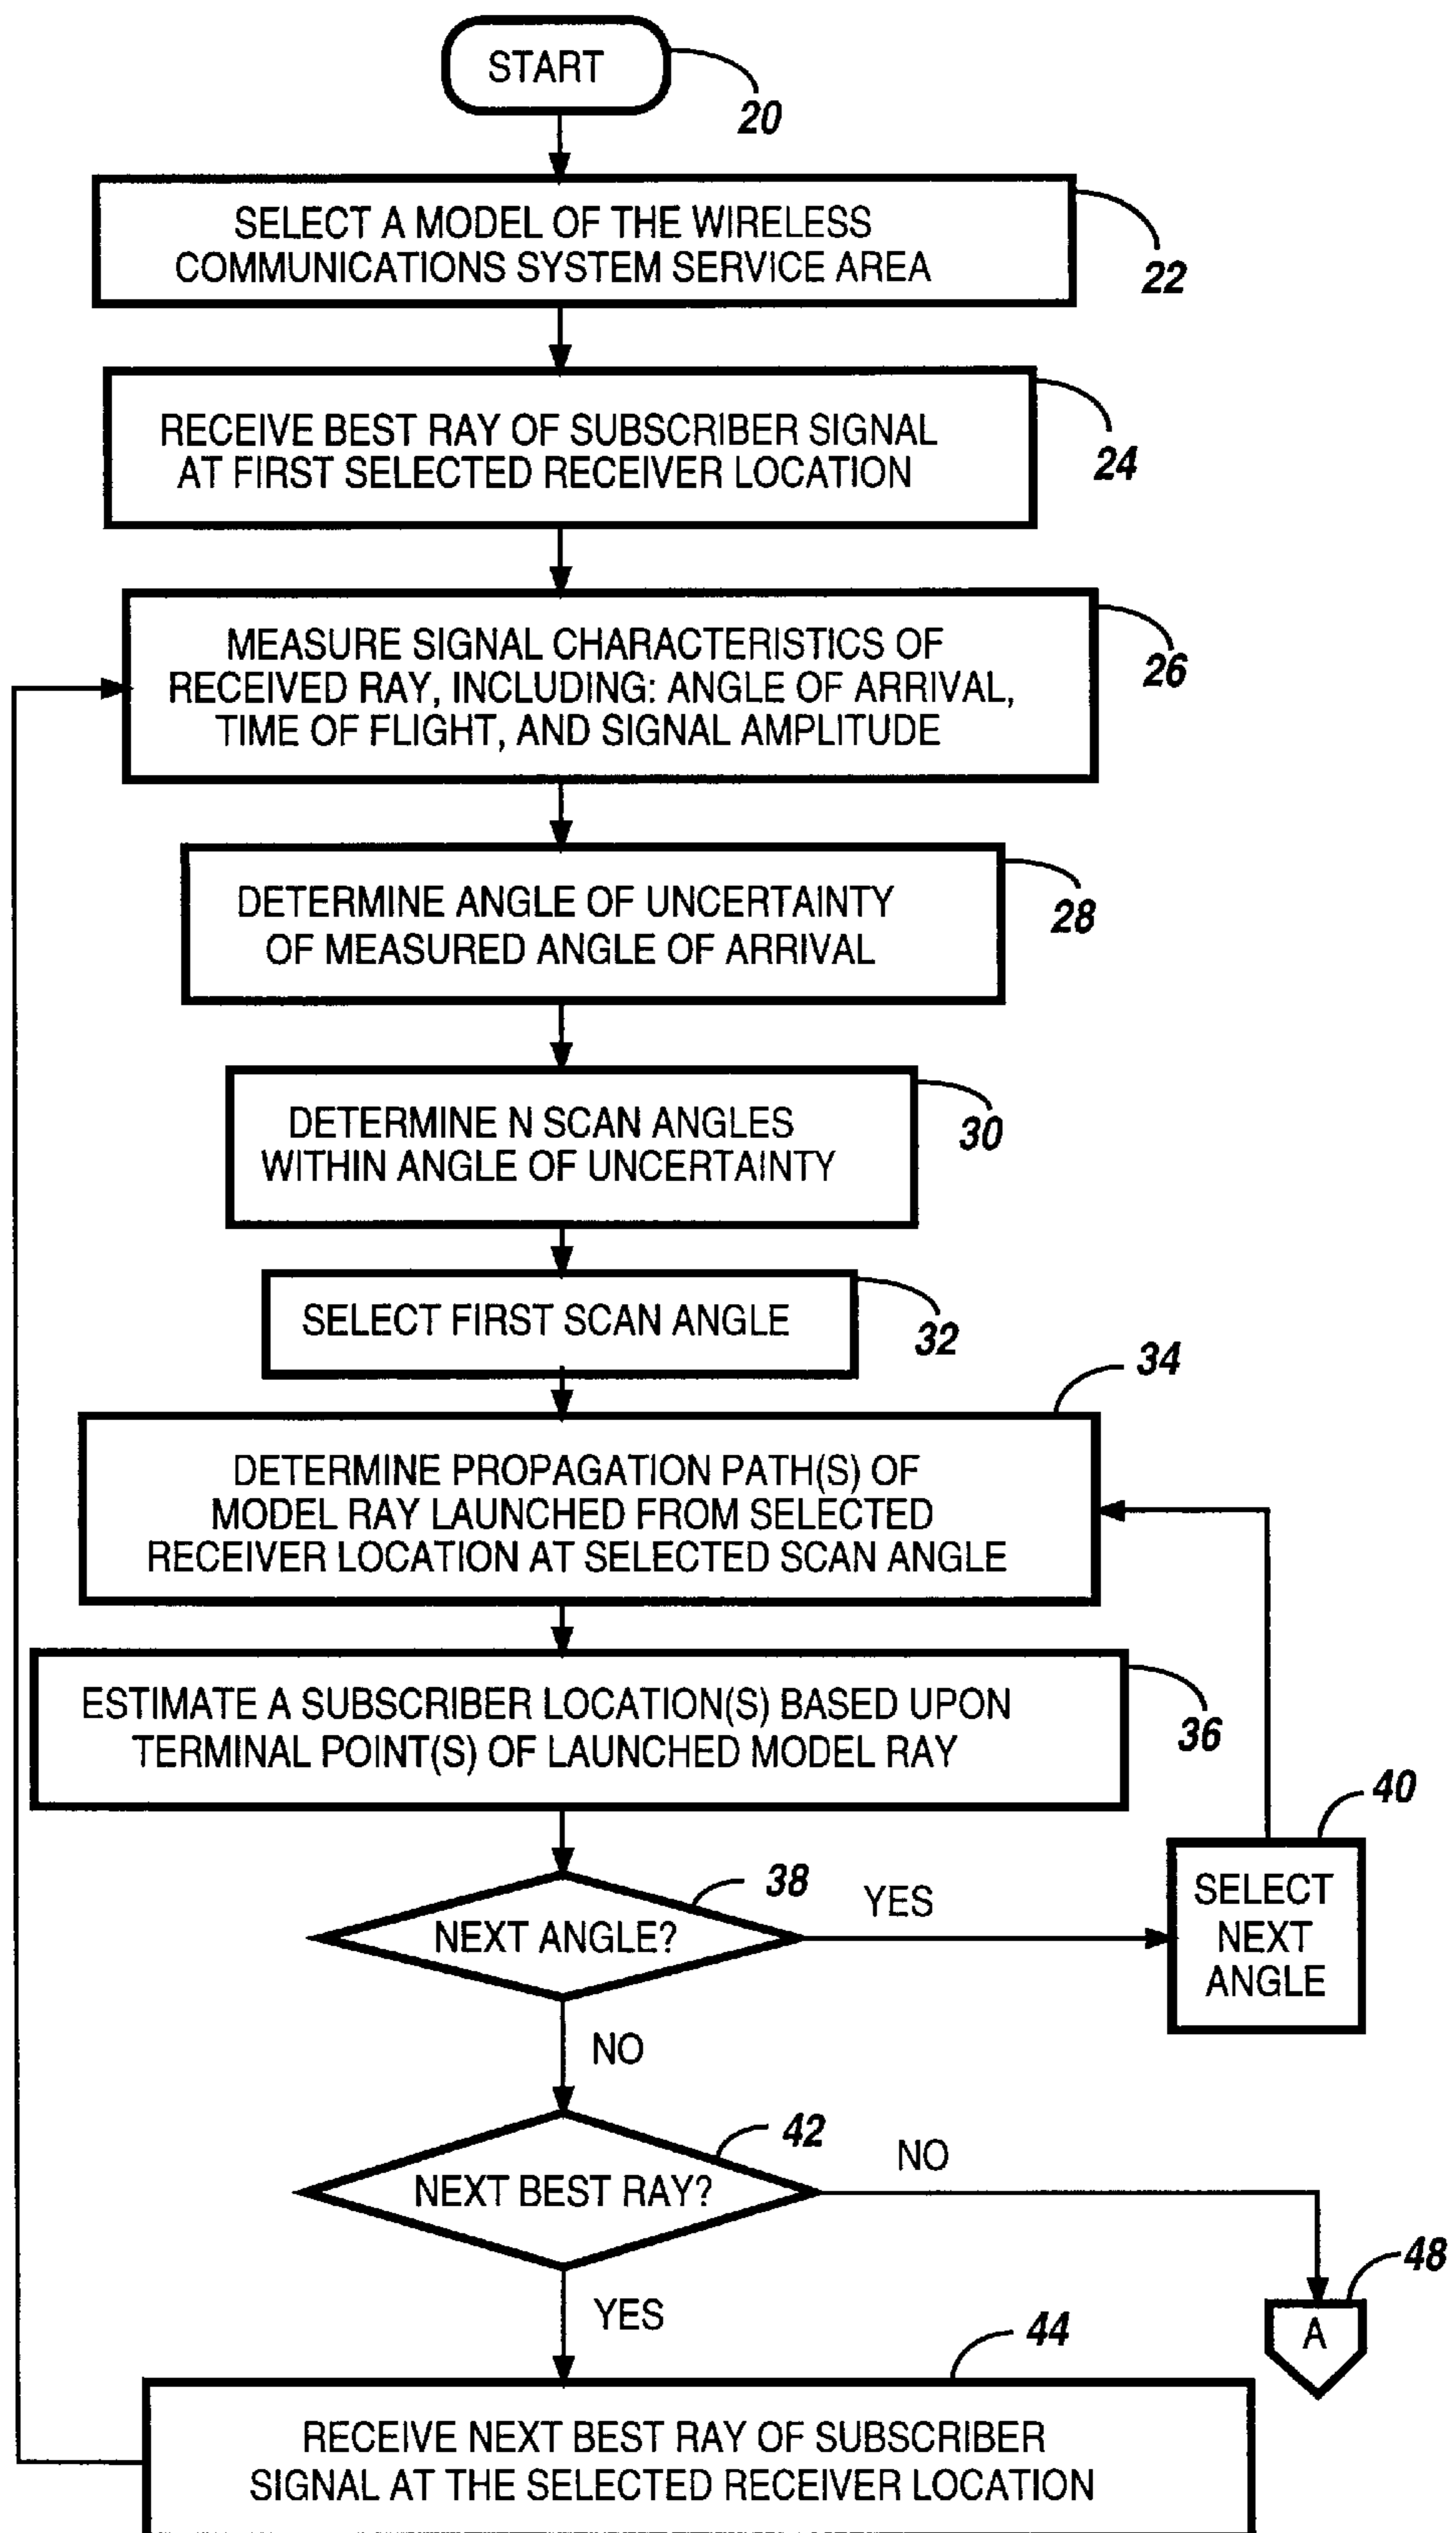 START
20
SELECT A MODEL OF THE WIRELESS
COMMUNICATIONS SYSTEM SERVICE AREA
22
RECEIVE BEST RAY OF SUBSCRIBER SIGNAL
AT FIRST SELECTED RECEIVER LOCATION
24
MEASURE SIGNAL CHARACTERISTICS OF
RECEIVED RAY, INCLUDING: ANGLE OF ARRIVAL,
TIME OF FLIGHT, AND SIGNAL AMPLITUDE
26
DETERMINE ANGLE OF UNCERTAINTY
OF MEASURED ANGLE OF ARRIVAL
28
DETERMINE N SCAN ANGLES
WITHIN ANGLE OF UNCERTAINTY
30
SELECT FIRST SCAN ANGLE
32
34
DETERMINE PROPAGATION PATH(S) OF
MODEL RAY LAUNCHED FROM SELECTED
RECEIVER LOCATION AT SELECTED SCAN ANGLE
ESTIMATE A SUBSCRIBER LOCATION(S) BASED UPON
TERMINAL POINT(S) OF LAUNCHED MODEL RAY
36
38
NEXT ANGLE?
YES
40
SELECT
NEXT
ANGLE
NO
42
NEXT BEST RAY?
NO
48
A
YES
44
RECEIVE NEXT BEST RAY OF SUBSCRIBER
SIGNAL AT THE SELECTED RECEIVER LOCATION